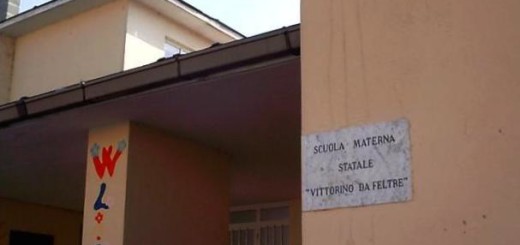 W
L
SCUOLA MATERNA
STATALE
"VITTORINO DA FELTRE"